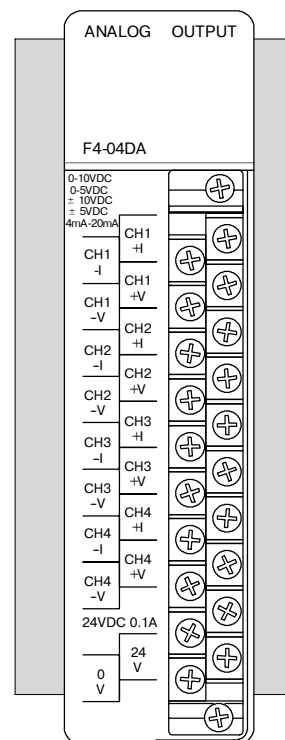 ANALOG OUTPUT
F4-04DA
0-10VDC
0-5VDC
± 10VDC
± 5VDC
4mA-20mA
CH1
+I
CH1
-I
CH1
+V
CH1
-V
CH2
+I
CH2
-I
CH2
+V
CH2
-V
CH3
+I
CH3
-I
CH3
+V
CH3
-V
CH4
+I
CH4
-I
CH4
+V
CH4
-V
24VDC 0.1A
24
V
0
V